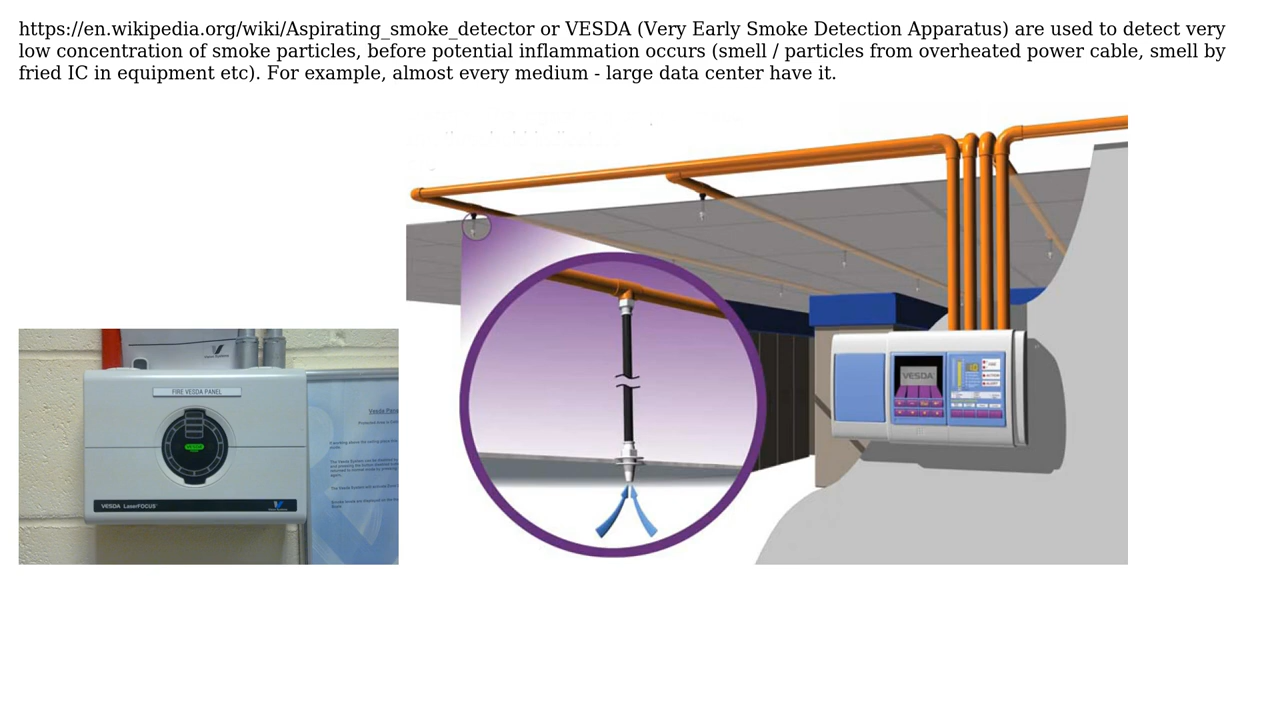 https://en.wikipedia.org/wiki/Aspirating_smoke_detector or VESDA (Very Early Smoke Detection Apparatus) are used to detect very
low concentration of smoke particles, before potential inflammation occurs (smell / particles from overheated power cable, smell by
fried IC in equipment etc). For example, almost every medium - large data center have it.
FIRE VESDA PANEL
VESDA LaserFOCUS
VESDA